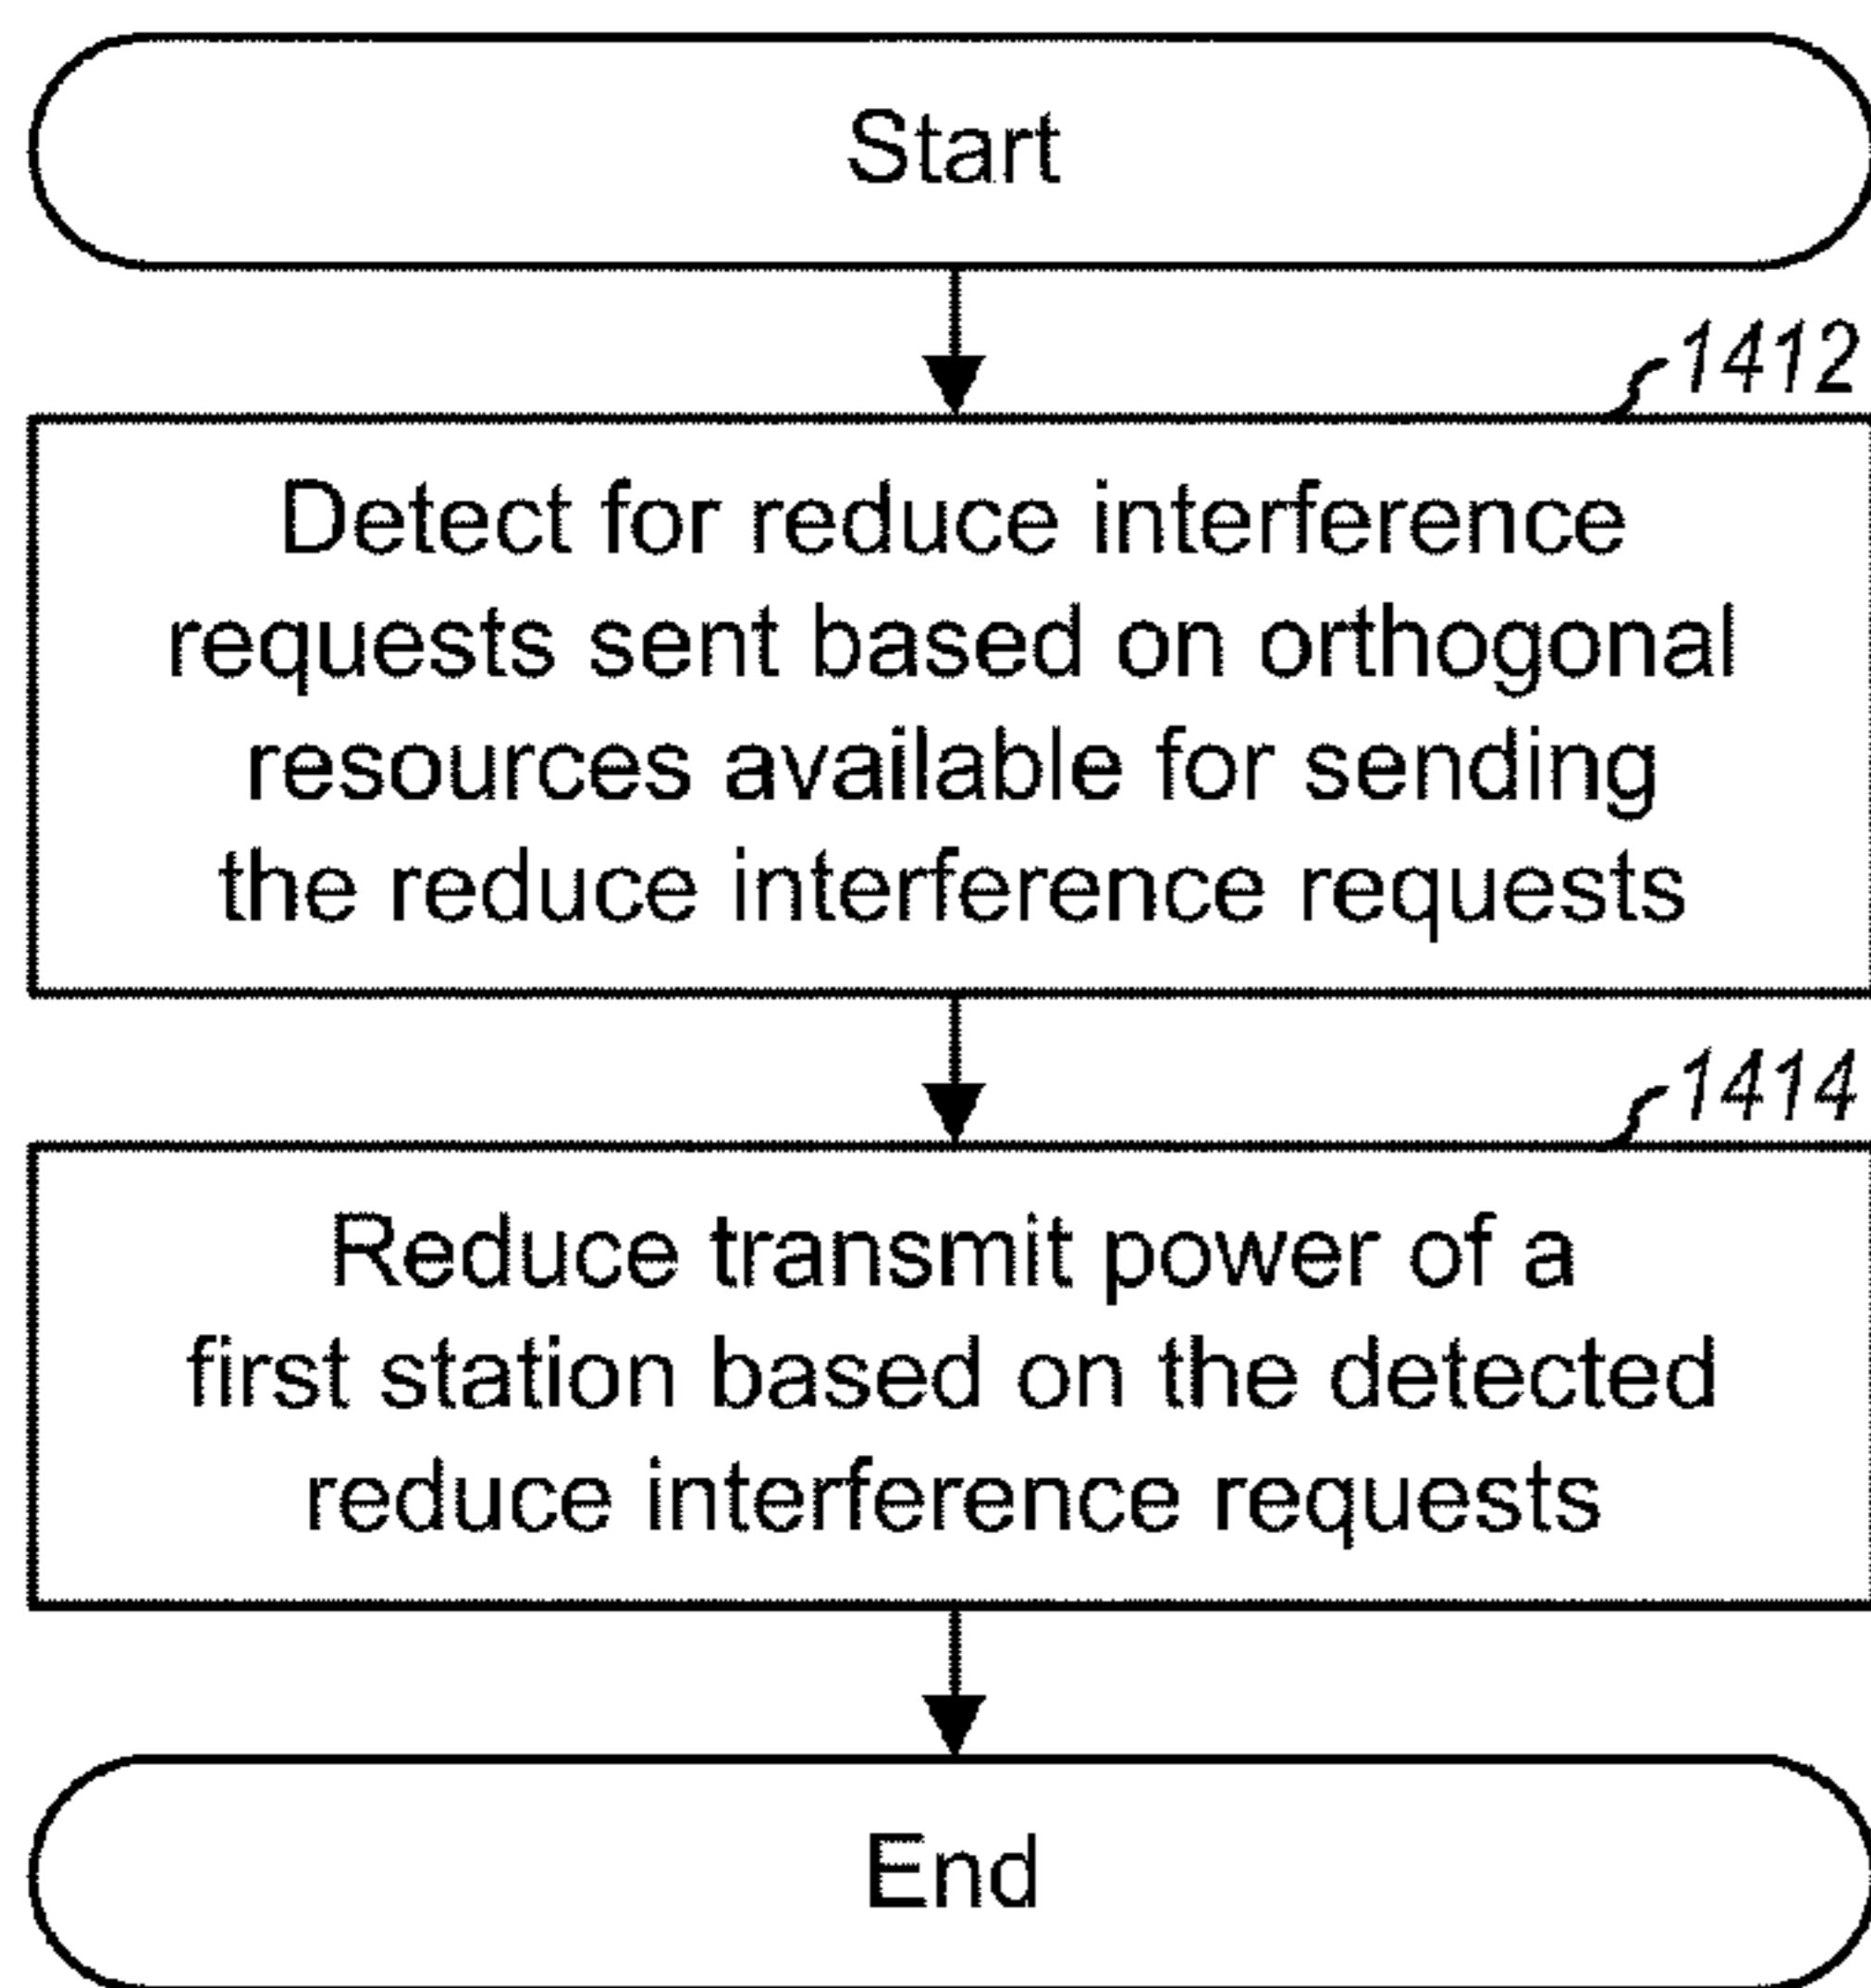 Start
1412
Detect for reduce interference
requests sent based on orthogonal
resources available for sending
the reduce interference requests
1414
Reduce transmit power of a
first station based on the detected
reduce interference requests
End